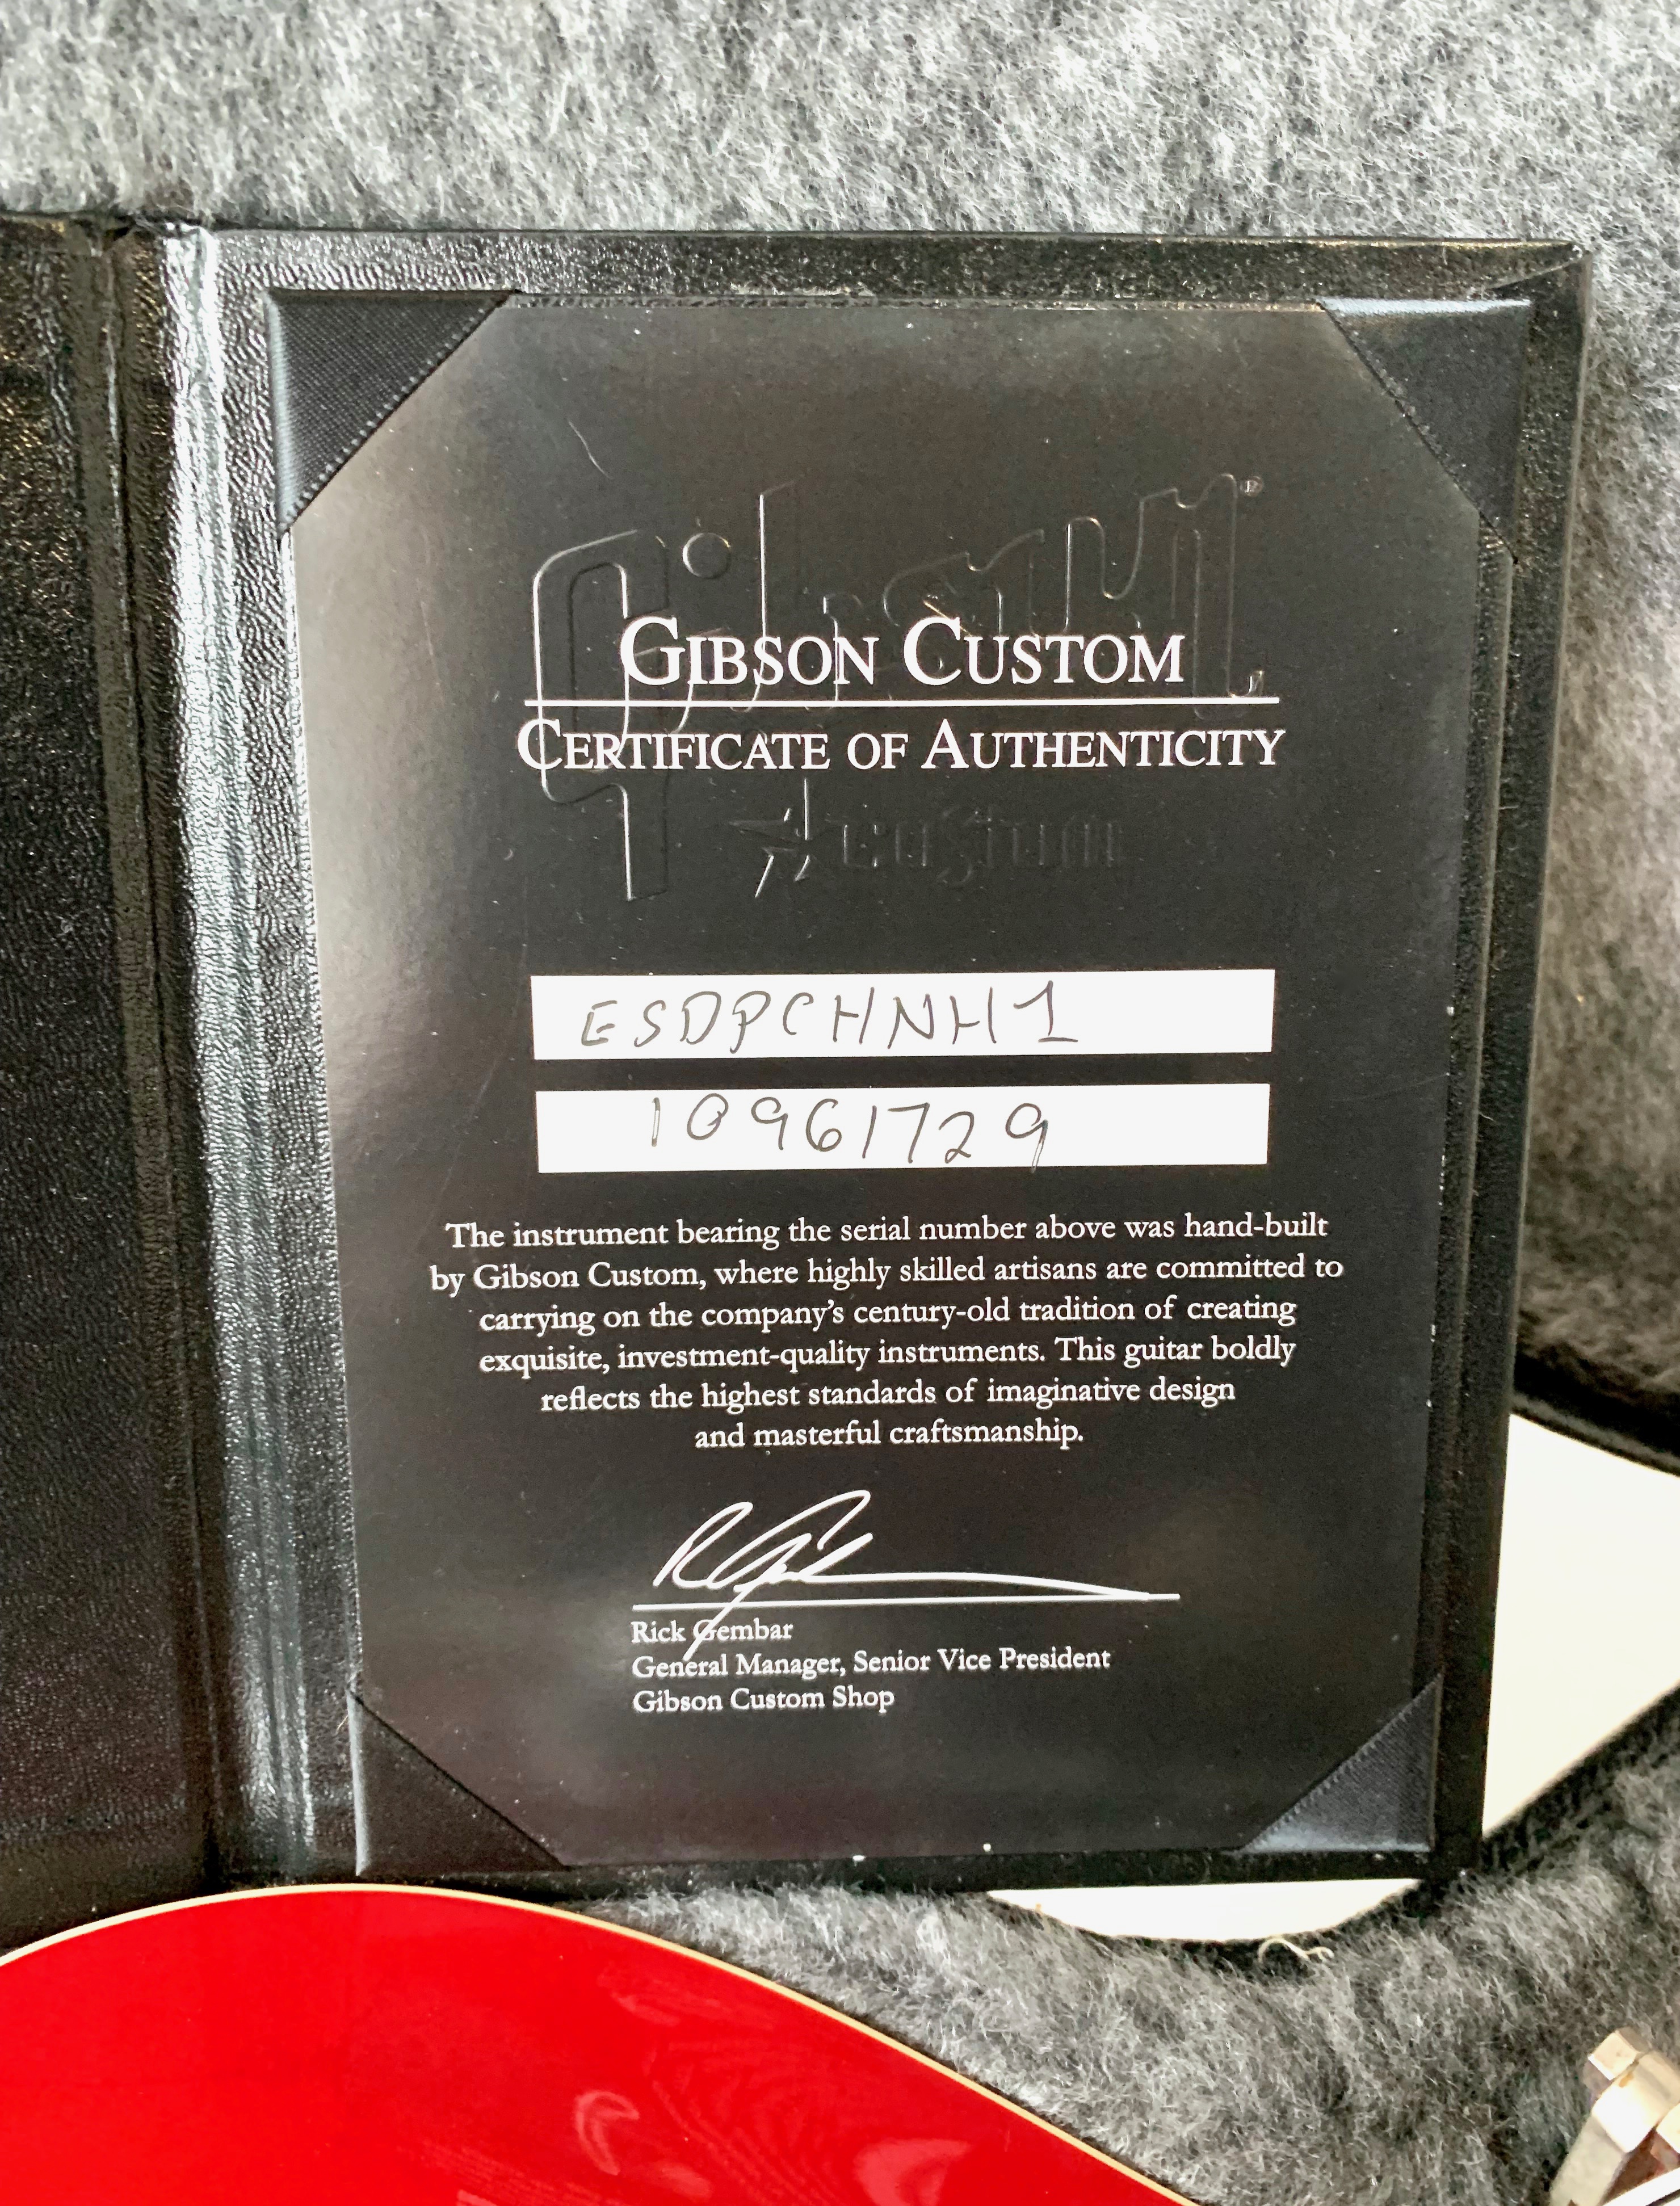 Gibson
GIBSON CUSTOM
CERTIFICATE OF AUTHENTICITY
custom
ESDPCHNH1
10961729
The instrument bearing the serial number above was hand-built
by Gibson Custom, where highly skilled artisans are committed to
carrying on the company's century-old tradition of creating
exquisite, investment-quality instruments. This guitar boldly
reflects the highest standards of imaginative design
and masterful craftsmanship.
Rick Gembar
General Manager, Senior Vice President
Gibson Custom Shop